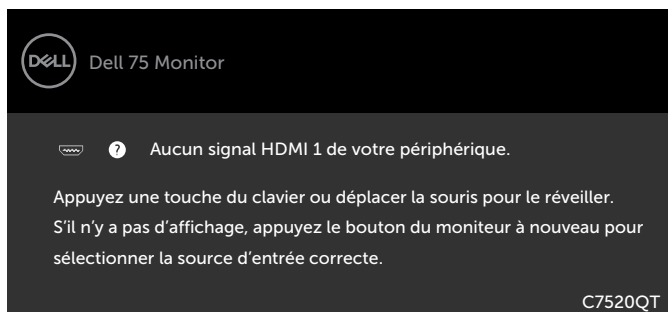 DELL
Dell 75 Monitor
? Aucun signal HDMI 1 de votre périphérique.
Appuyez une touche du clavier ou déplacer la souris pour le réveiller.
S’il n’y a pas d’affichage, appuyez le bouton du moniteur à nouveau pour
sélectionner la source d’entrée correcte.
C7520QT